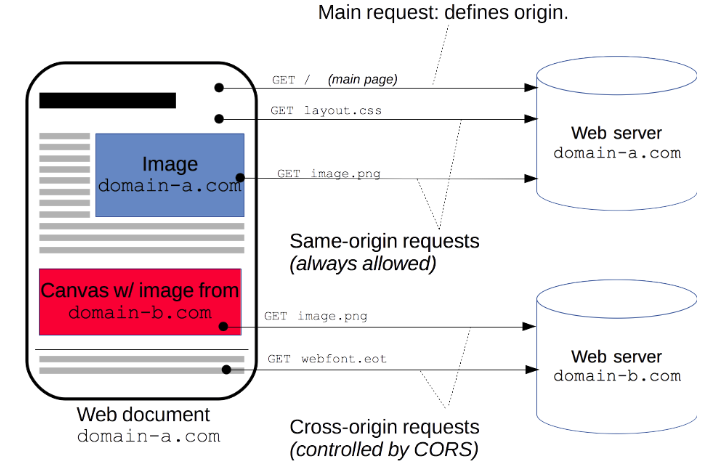 Main request: defines origin.
GET / (main page)
GET layout.css
Image
domain-a.com
GET image.png
Web server
domain-a.com
Same-origin requests
(always allowed)
Canvas w/ image from
domain-b.com
GET image.png
GET webfont.eot
Web server
domain-b.com
Web document
domain-a.com
Cross-origin requests
(controlled by CORS)